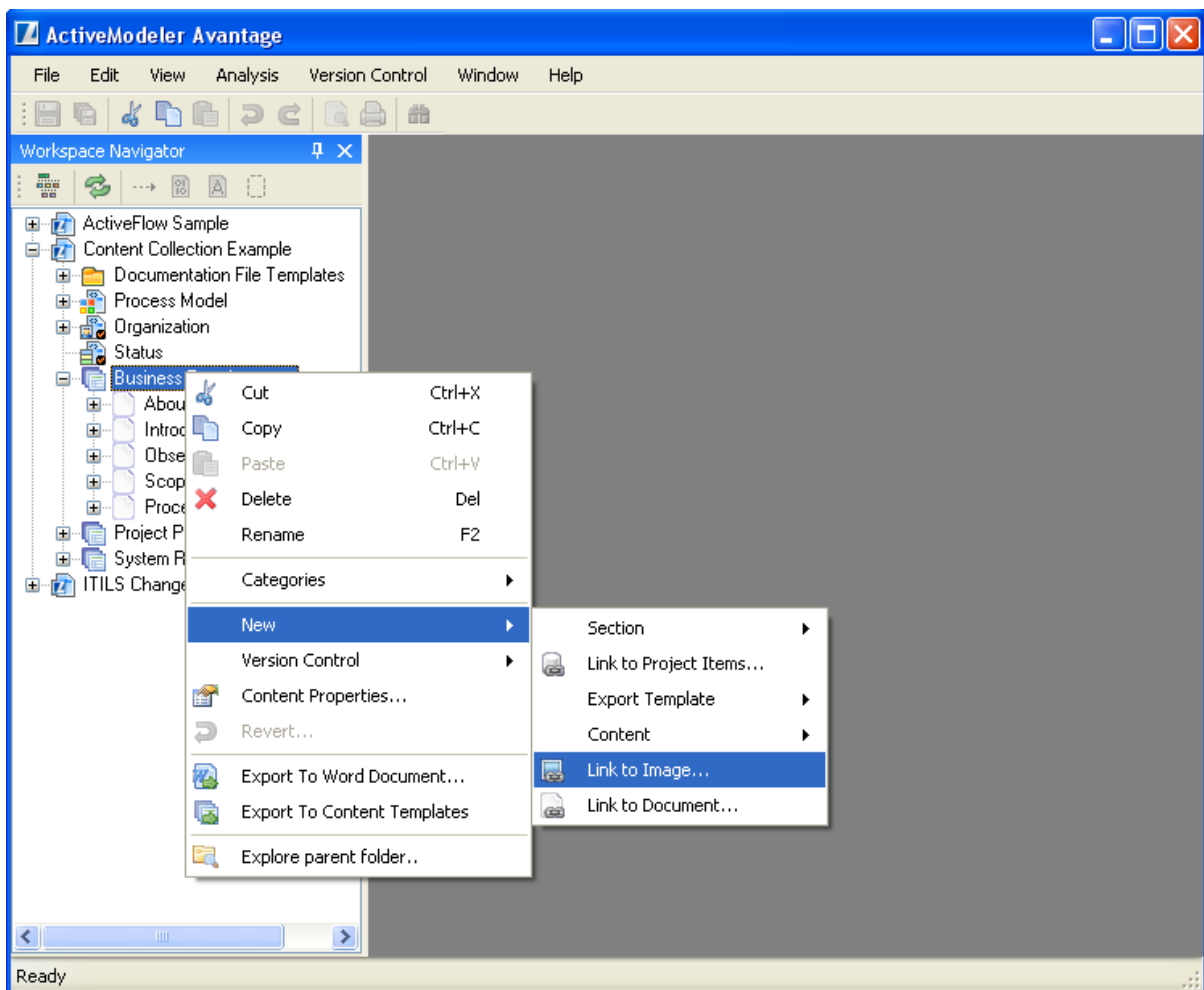 ActiveModeler Avantage
File Edit View Analysis Version Control Window Help
Workspace Navigator
ActiveFlow Sample
Content Collection Example
Documentation File Templates
Process Model
Organization
Status
Business
Project P
System R
ITILS Change
Cut Ctrl+X
Copy Ctrl+C
Paste Ctrl+V
Delete Del
Rename F2
Categories
New
Version Control
Content Properties...
Revert...
Export To Word Document...
Export To Content Templates
Explore parent folder..
Section
Link to Project Items...
Export Template
Content
Link to Image...
Link to Document...
Ready